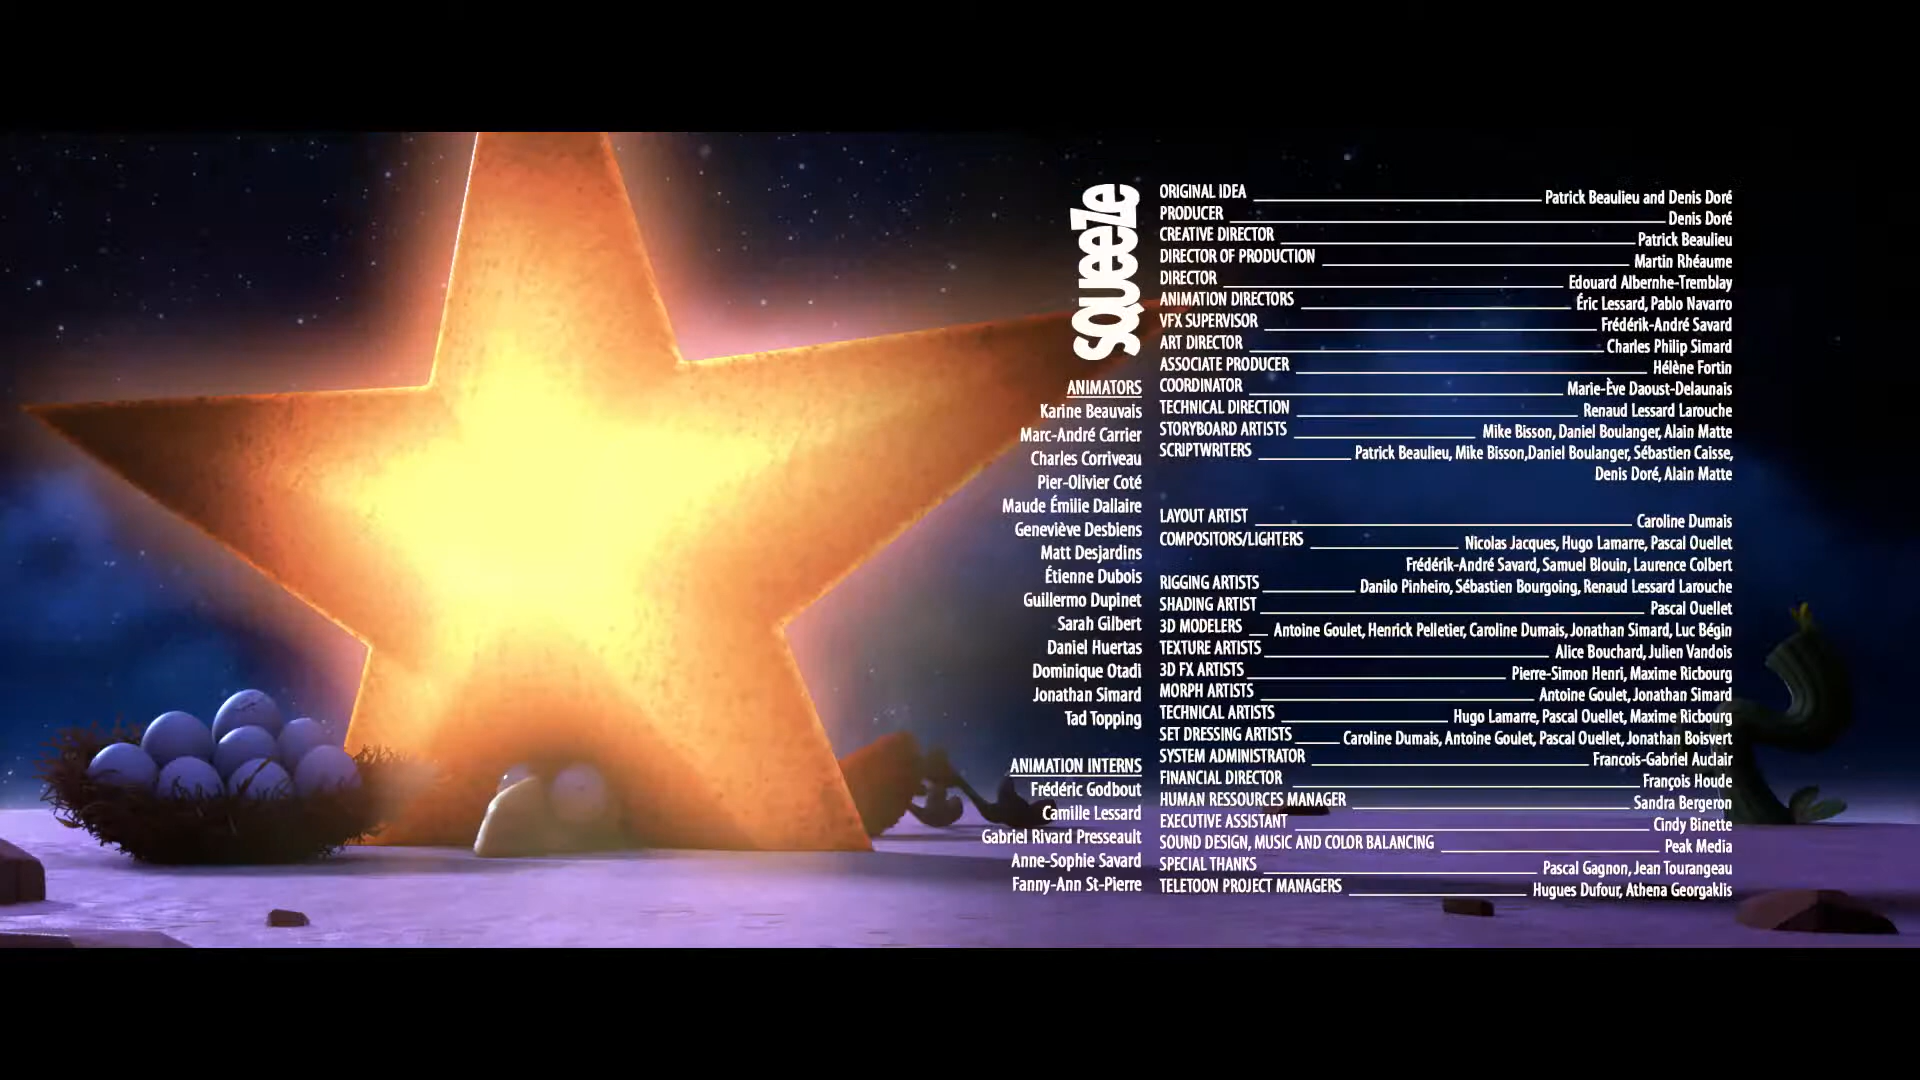 squeeze
ANIMATORS
Karine Beauvais
Marc-André Carrier
Charles Corriveau
Pier-Olivier Coté
Maude Émilie Dallaire
Geneviève Desbiens
Matt Desjardins
Étienne Dubois
Guillermo Dupinet
Sarah Gilbert
Daniel Huertas
Dominique Otadi
Jonathan Simard
Tad Topping
ANIMATION INTERNS
Frédéric Godbout
Camille Lessard
Gabriel Rivard Presseault
Anne-Sophie Savard
Fanny-Ann St-Pierre
ORIGINAL IDEA Patrick Beaulieu and Denis Doré
PRODUCER Denis Doré
CREATIVE DIRECTOR Patrick Beaulieu
DIRECTOR OF PRODUCTION Martin Rhéaume
DIRECTOR Edouard Albernhe-Tremblay
ANIMATION DIRECTORS Éric Lessard, Pablo Navarro
VFX SUPERVISOR Frédérik-André Savard
ART DIRECTOR Charles Philip Simard
ASSOCIATE PRODUCER Hélène Fortin
COORDINATOR Marie-Ève Daoust-Delaunais
TECHNICAL DIRECTION Renaud Lessard Larouche
STORYBOARD ARTISTS Mike Bisson, Daniel Boulanger, Alain Matte
SCRIPTWRITERS Patrick Beaulieu, Mike Bisson,Daniel Boulanger, Sébastien Caisse,
Denis Doré, Alain Matte
LAYOUT ARTIST Caroline Dumais
COMPOSITORS/LIGHTERS Nicolas Jacques, Hugo Lamarre, Pascal Ouellet
Frédérik-André Savard, Samuel Blouin, Laurence Colbert
RIGGING ARTISTS Danilo Pinheiro, Sébastien Bourgoing, Renaud Lessard Larouche
SHADING ARTIST Pascal Ouellet
3D MODELERS Antoine Goulet, Henrick Pelletier, Caroline Dumais, Jonathan Simard, Luc Bégin
TEXTURE ARTISTS Alice Bouchard, Julien Vandois
3D FX ARTISTS Pierre-Simon Henri, Maxime Ricbourg
MORPH ARTISTS Antoine Goulet, Jonathan Simard
TECHNICAL ARTISTS Hugo Lamarre, Pascal Ouellet, Maxime Ricbourg
SET DRESSING ARTISTS Caroline Dumais, Antoine Goulet, Pascal Ouellet, Jonathan Boisvert
SYSTEM ADMINISTRATOR Francois-Gabriel Auclair
FINANCIAL DIRECTOR François Houde
HUMAN RESSOURCES MANAGER Sandra Bergeron
EXECUTIVE ASSISTANT Cindy Binette
SOUND DESIGN, MUSIC AND COLOR BALANCING Peak Media
SPECIAL THANKS Pascal Gagnon, Jean Tourangeau
TELETOON PROJECT MANAGERS Hugues Dufour, Athena Georgaklis